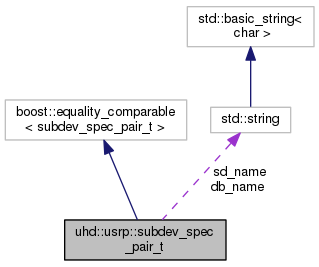 std::basic_string<
char >
boost::equality_comparable
< subdev_spec_pair_t >
std::string
sd_name
db_name
uhd::usrp::subdev_spec
_pair_t